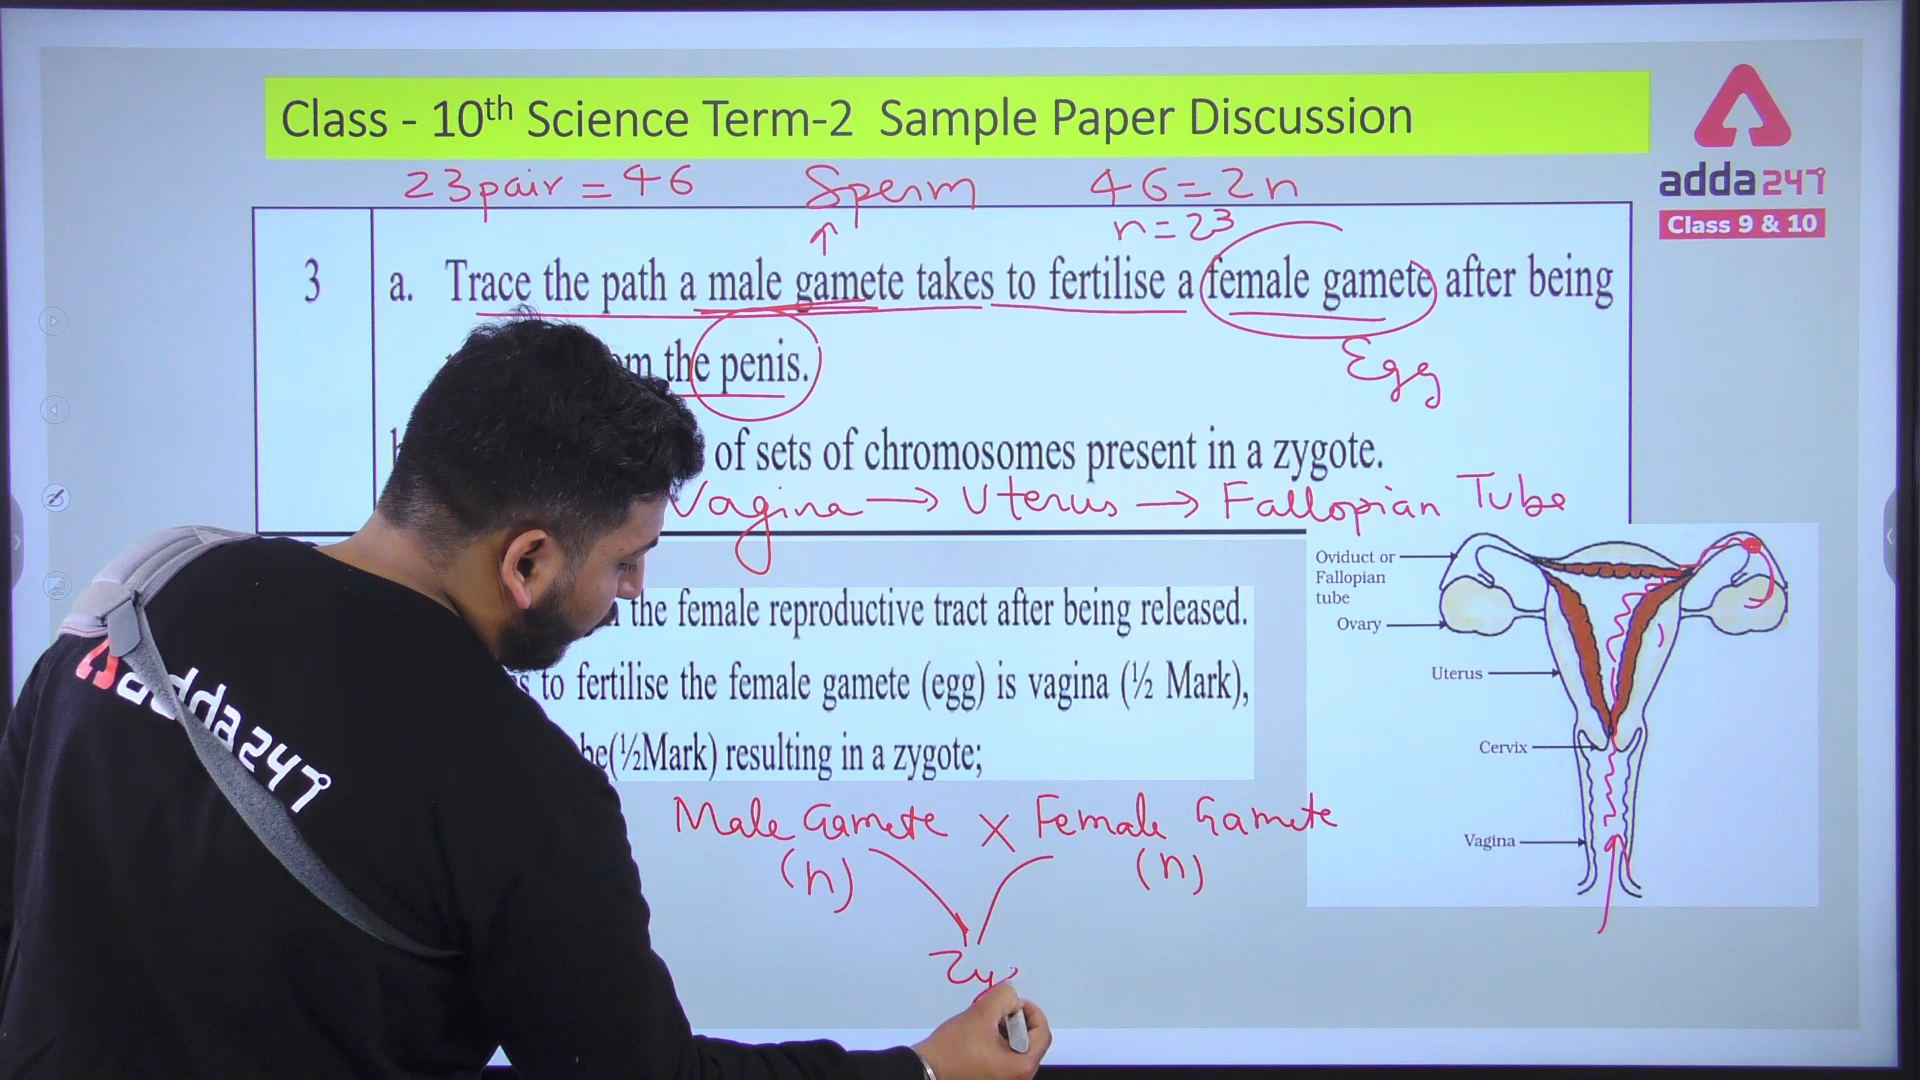 Class - 10th Science Term-2 Sample Paper Discussion
adda247
Class 9 & 10
23 pair = 46
Sperm
46 = 2n
n = 23
↑
3
a. Trace the path a male gamete takes to fertilise a female gamete after being
the penis.
Egg
of sets of chromosomes present in a zygote.
Vagina → Uterus → Fallopian Tube
the female reproductive tract after being released.
to fertilise the female gamete (egg) is vagina (½ Mark),
(½Mark) resulting in a zygote;
Male Gamete × Female Gamete
(n) (n)
Zy
Oviduct or
Fallopian
tube
Ovary
Uterus
Cervix
Vagina
adda247